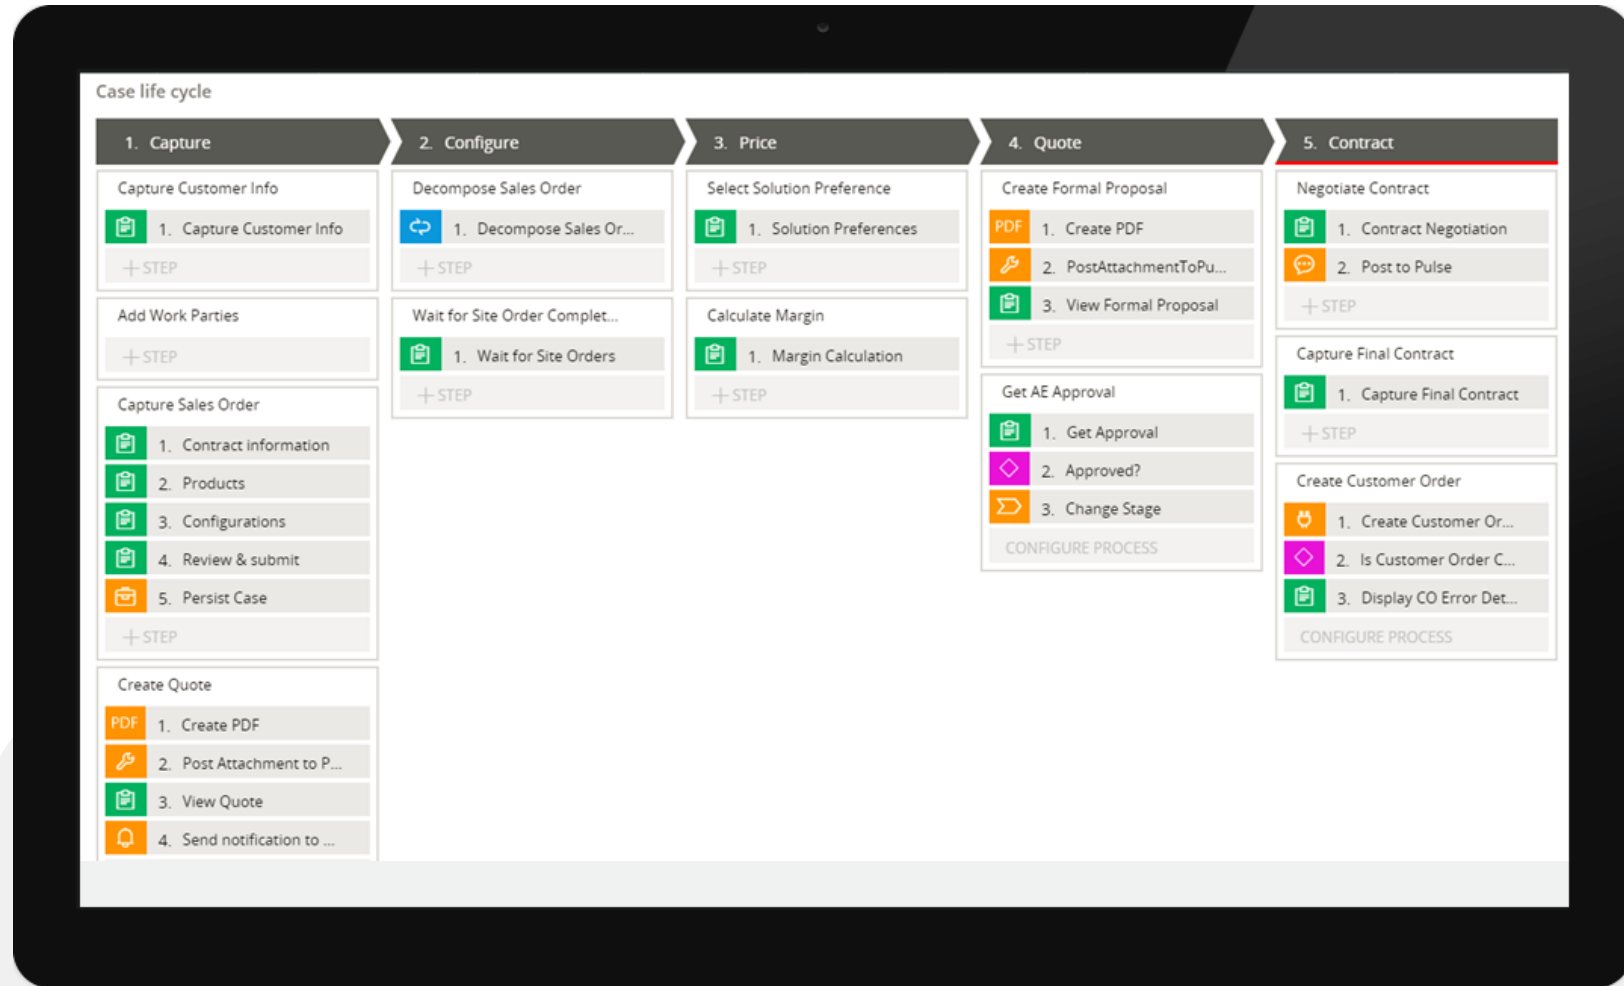 Case life cycle
1. Capture
2. Configure
3. Price
4. Quote
5. Contract
Capture Customer Info
1. Capture Customer Info
+ STEP
Add Work Parties
+ STEP
Capture Sales Order
1. Contract information
2. Products
3. Configurations
4. Review & submit
5. Persist Case
+ STEP
Create Quote
PDF 1. Create PDF
2. Post Attachment to P...
3. View Quote
4. Send notification to ...
Decompose Sales Order
1. Decompose Sales Or...
+ STEP
Wait for Site Order Complet...
1. Wait for Site Orders
+ STEP
Select Solution Preference
1. Solution Preferences
+ STEP
Calculate Margin
1. Margin Calculation
+ STEP
Create Formal Proposal
PDF 1. Create PDF
2. PostAttachmentToPu...
3. View Formal Proposal
+ STEP
Get AE Approval
1. Get Approval
2. Approved?
3. Change Stage
CONFIGURE PROCESS
Negotiate Contract
1. Contract Negotiation
2. Post to Pulse
+ STEP
Capture Final Contract
1. Capture Final Contract
+ STEP
Create Customer Order
1. Create Customer Or...
2. Is Customer Order C...
3. Display CO Error Det...
CONFIGURE PROCESS